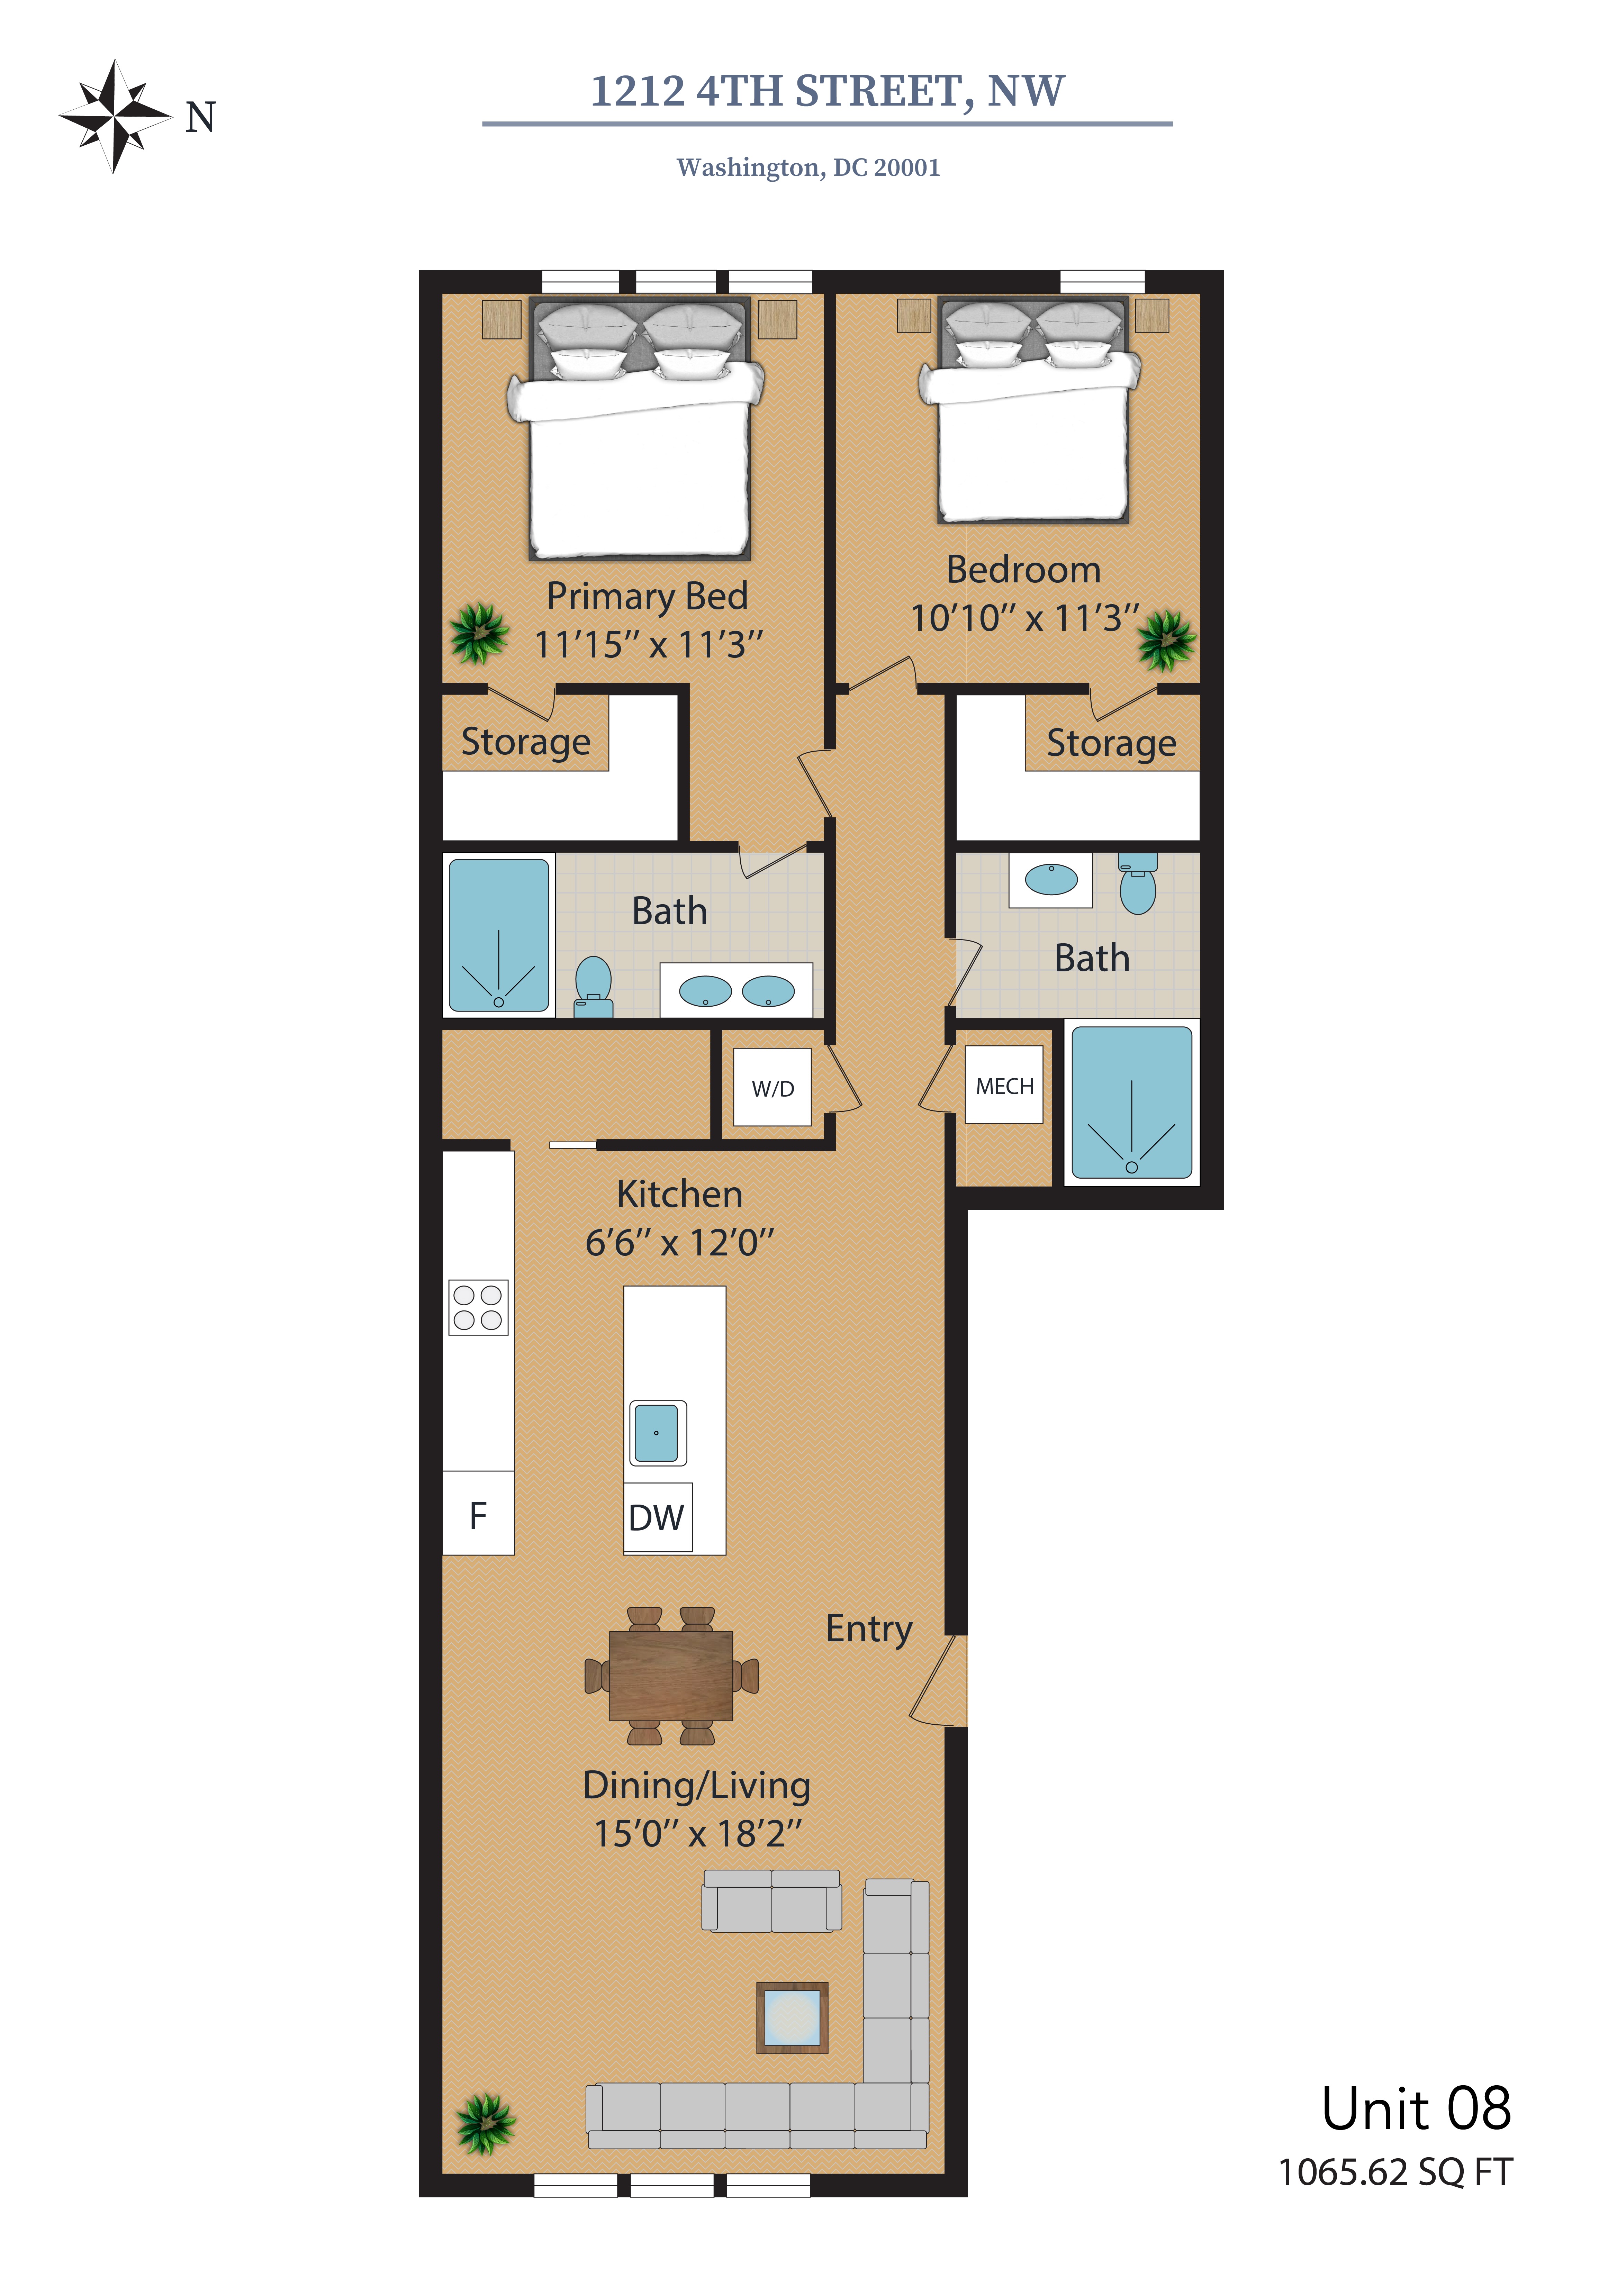 N
1212 4TH STREET, NW
Washington, DC 20001
Primary Bed
11’15’’ x 11’3’’
Bedroom
10’10’’ x 11’3’’
Storage
Storage
Bath
Bath
W/D
MECH
Kitchen
6’6’’ x 12’0’’
F
DW
Entry
Dining/Living
15’0’’ x 18’2’’
Unit 08
1065.62 SQ FT